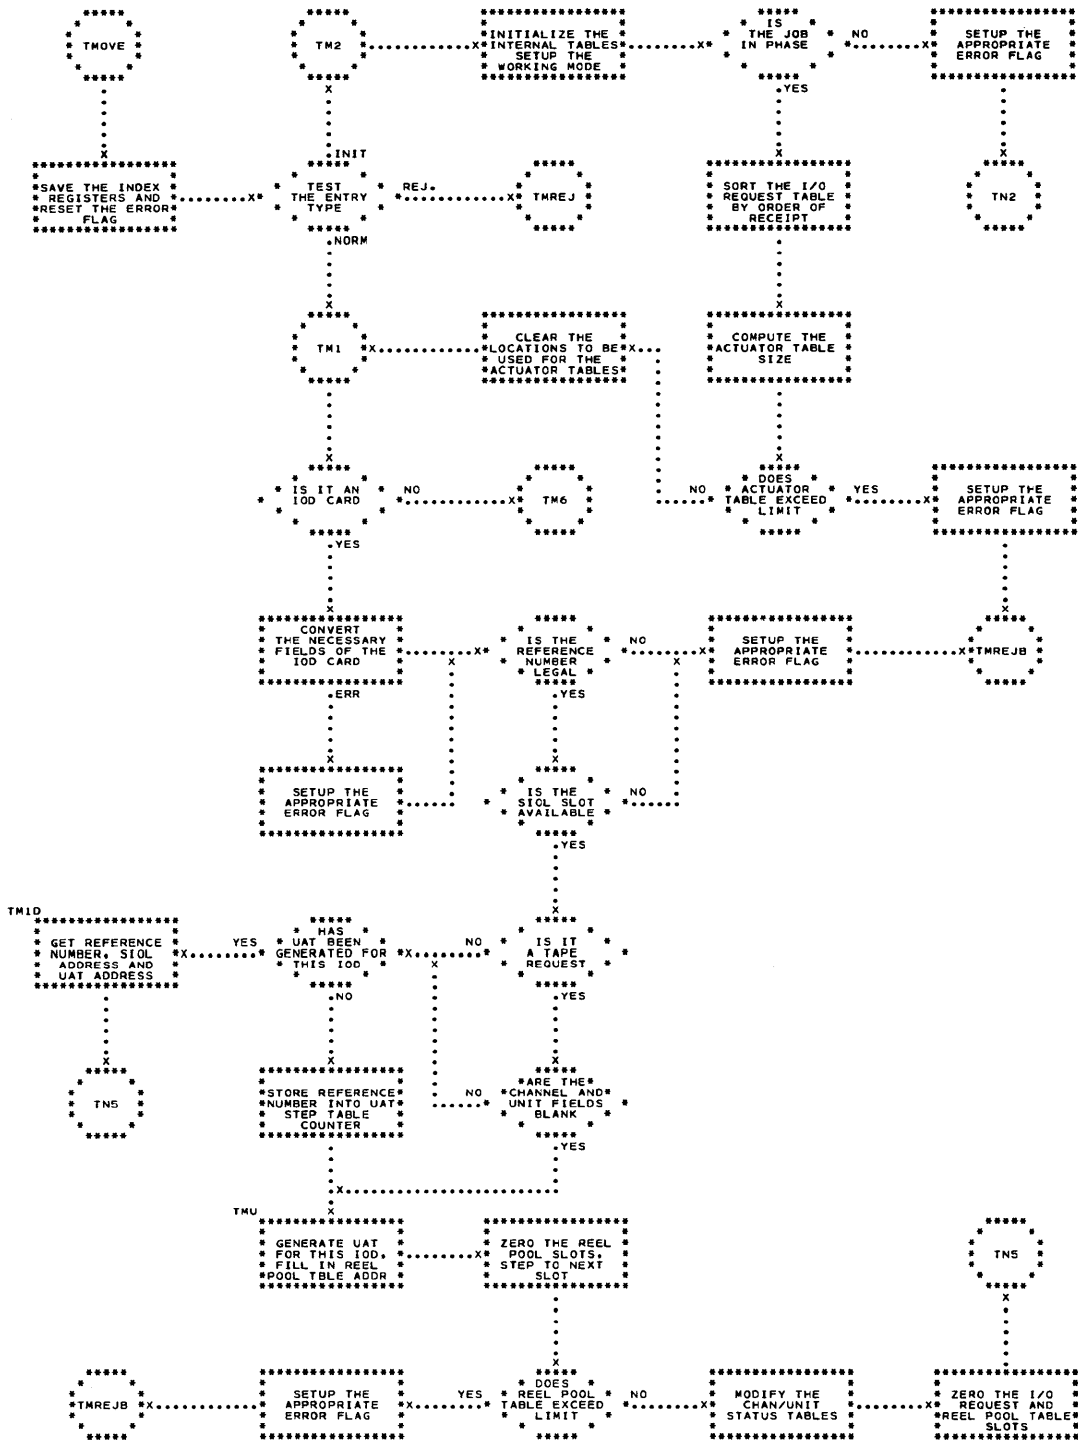 TMOVE
TM2
INITIALIZE THE
INTERNAL TABLES
SETUP THE
WORKING MODE
IS
THE JOB
IN PHASE
NO
SETUP THE
APPROPRIATE
ERROR FLAG
YES
INIT
SAVE THE INDEX
REGISTERS AND
RESET THE ERROR
FLAG
TEST
THE ENTRY
TYPE
REJ.
TMREJ
SORT THE I/O
REQUEST TABLE
BY ORDER OF
RECEIPT
TN2
NORM
TM1
CLEAR THE
LOCATIONS TO BE
USED FOR THE
ACTUATOR TABLES
COMPUTE THE
ACTUATOR TABLE
SIZE
IS IT AN
IOD CARD
NO
TM6
NO
DOES
ACTUATOR
TABLE EXCEED
LIMIT
YES
SETUP THE
APPROPRIATE
ERROR FLAG
YES
CONVERT
THE NECESSARY
FIELDS OF THE
IOD CARD
IS THE
REFERENCE
NUMBER
LEGAL
NO
SETUP THE
APPROPRIATE
ERROR FLAG
TMREJB
ERR
YES
SETUP THE
APPROPRIATE
ERROR FLAG
IS THE
SIOL SLOT
AVAILABLE
NO
YES
TM1D
GET REFERENCE
NUMBER, SIOL
ADDRESS AND
UAT ADDRESS
YES
HAS
UAT BEEN
GENERATED FOR
THIS IOD
NO
IS IT
A TAPE
REQUEST
NO
YES
TN5
STORE REFERENCE
NUMBER INTO UAT
STEP TABLE
COUNTER
NO
ARE THE
CHANNEL AND
UNIT FIELDS
BLANK
YES
TMU
GENERATE UAT
FOR THIS IOD,
FILL IN REEL
POOL TBLE ADDR
ZERO THE REEL
POOL SLOTS,
STEP TO NEXT
SLOT
TN5
TMREJB
SETUP THE
APPROPRIATE
ERROR FLAG
YES
DOES
REEL POOL
TABLE EXCEED
LIMIT
NO
MODIFY THE
CHAN/UNIT
STATUS TABLES
ZERO THE I/O
REQUEST AND
REEL POOL TABLE
SLOTS